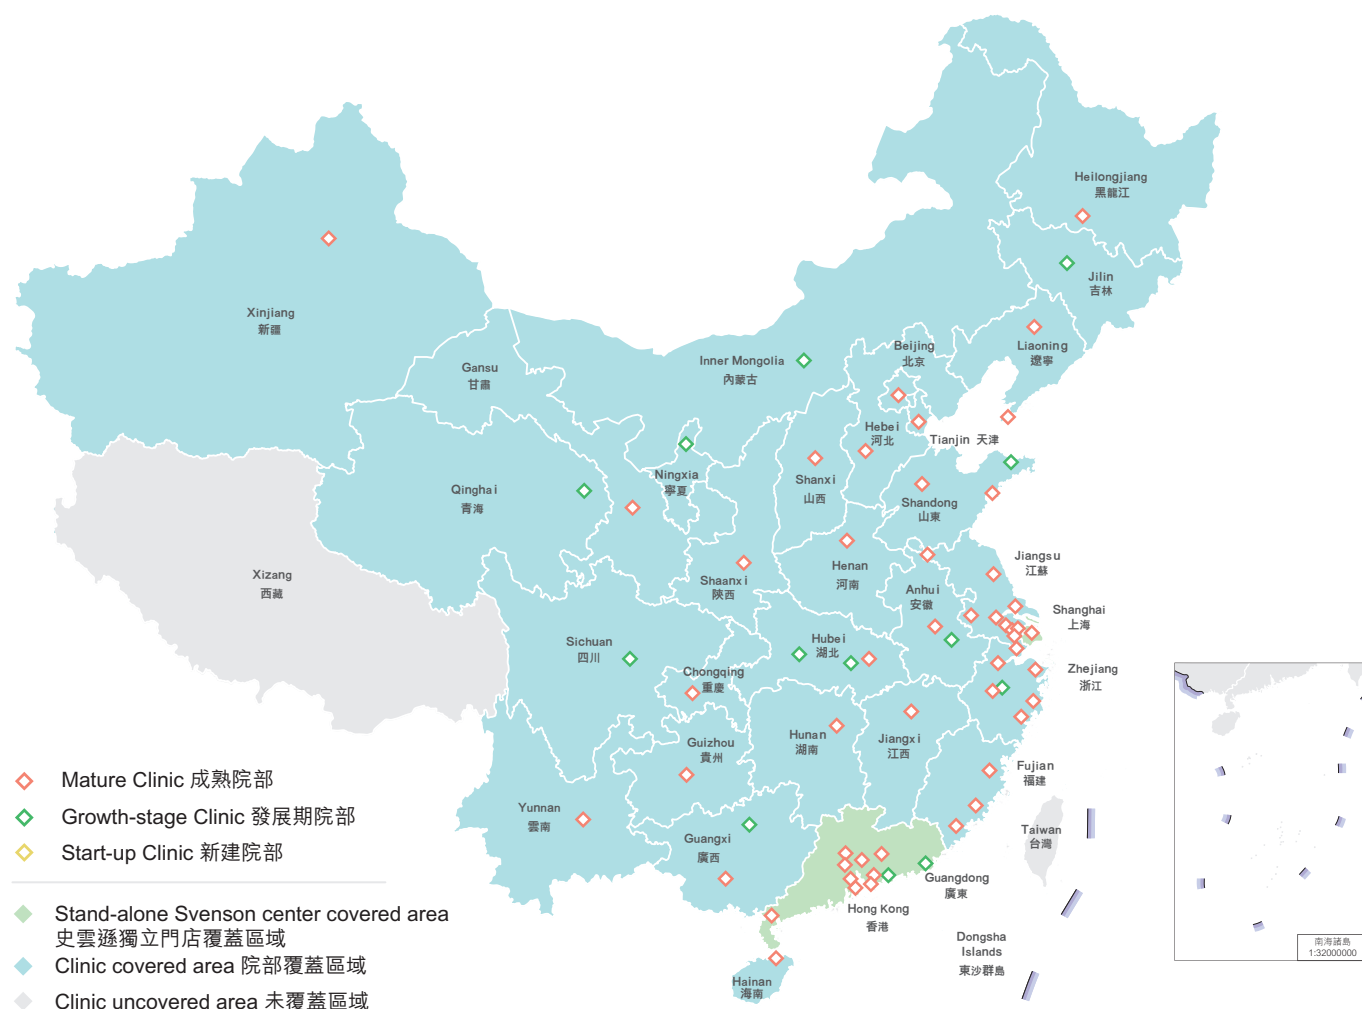 Heilongjiang
黑龍江
Jilin
吉林
Xinjiang
新疆
Beijing
北京
Liaoning
遼寧
Inner Mongolia
內蒙古
Gansu
甘肅
Hebei
河北
Tianjin 天津
Ningxia
寧夏
Shanxi
山西
Qinghai
青海
Shandong
山東
Jiangsu
江蘇
Henan
河南
Xizang
西藏
Shaanxi
陝西
Anhui
安徽
Shanghai
上海
Sichuan
四川
Hubei
湖北
Chongqing
重慶
Zhejiang
浙江
Guizhou
貴州
Hunan
湖南
Jiangxi
江西
Fujian
福建
Mature Clinic 成熟院部
Growth-stage Clinic 發展期院部
Start-up Clinic 新建院部
Yunnan
雲南
Guangxi
廣西
Taiwan
台灣
Guangdong
廣東
Hong Kong
香港
Stand-alone Svenson center covered area
史雲遜獨立門店覆蓋區域
Clinic covered area 院部覆蓋區域
Clinic uncovered area 未覆蓋區域
Dongsha
Islands
東沙群島
Hainan
海南
南海諸島
1:32000000